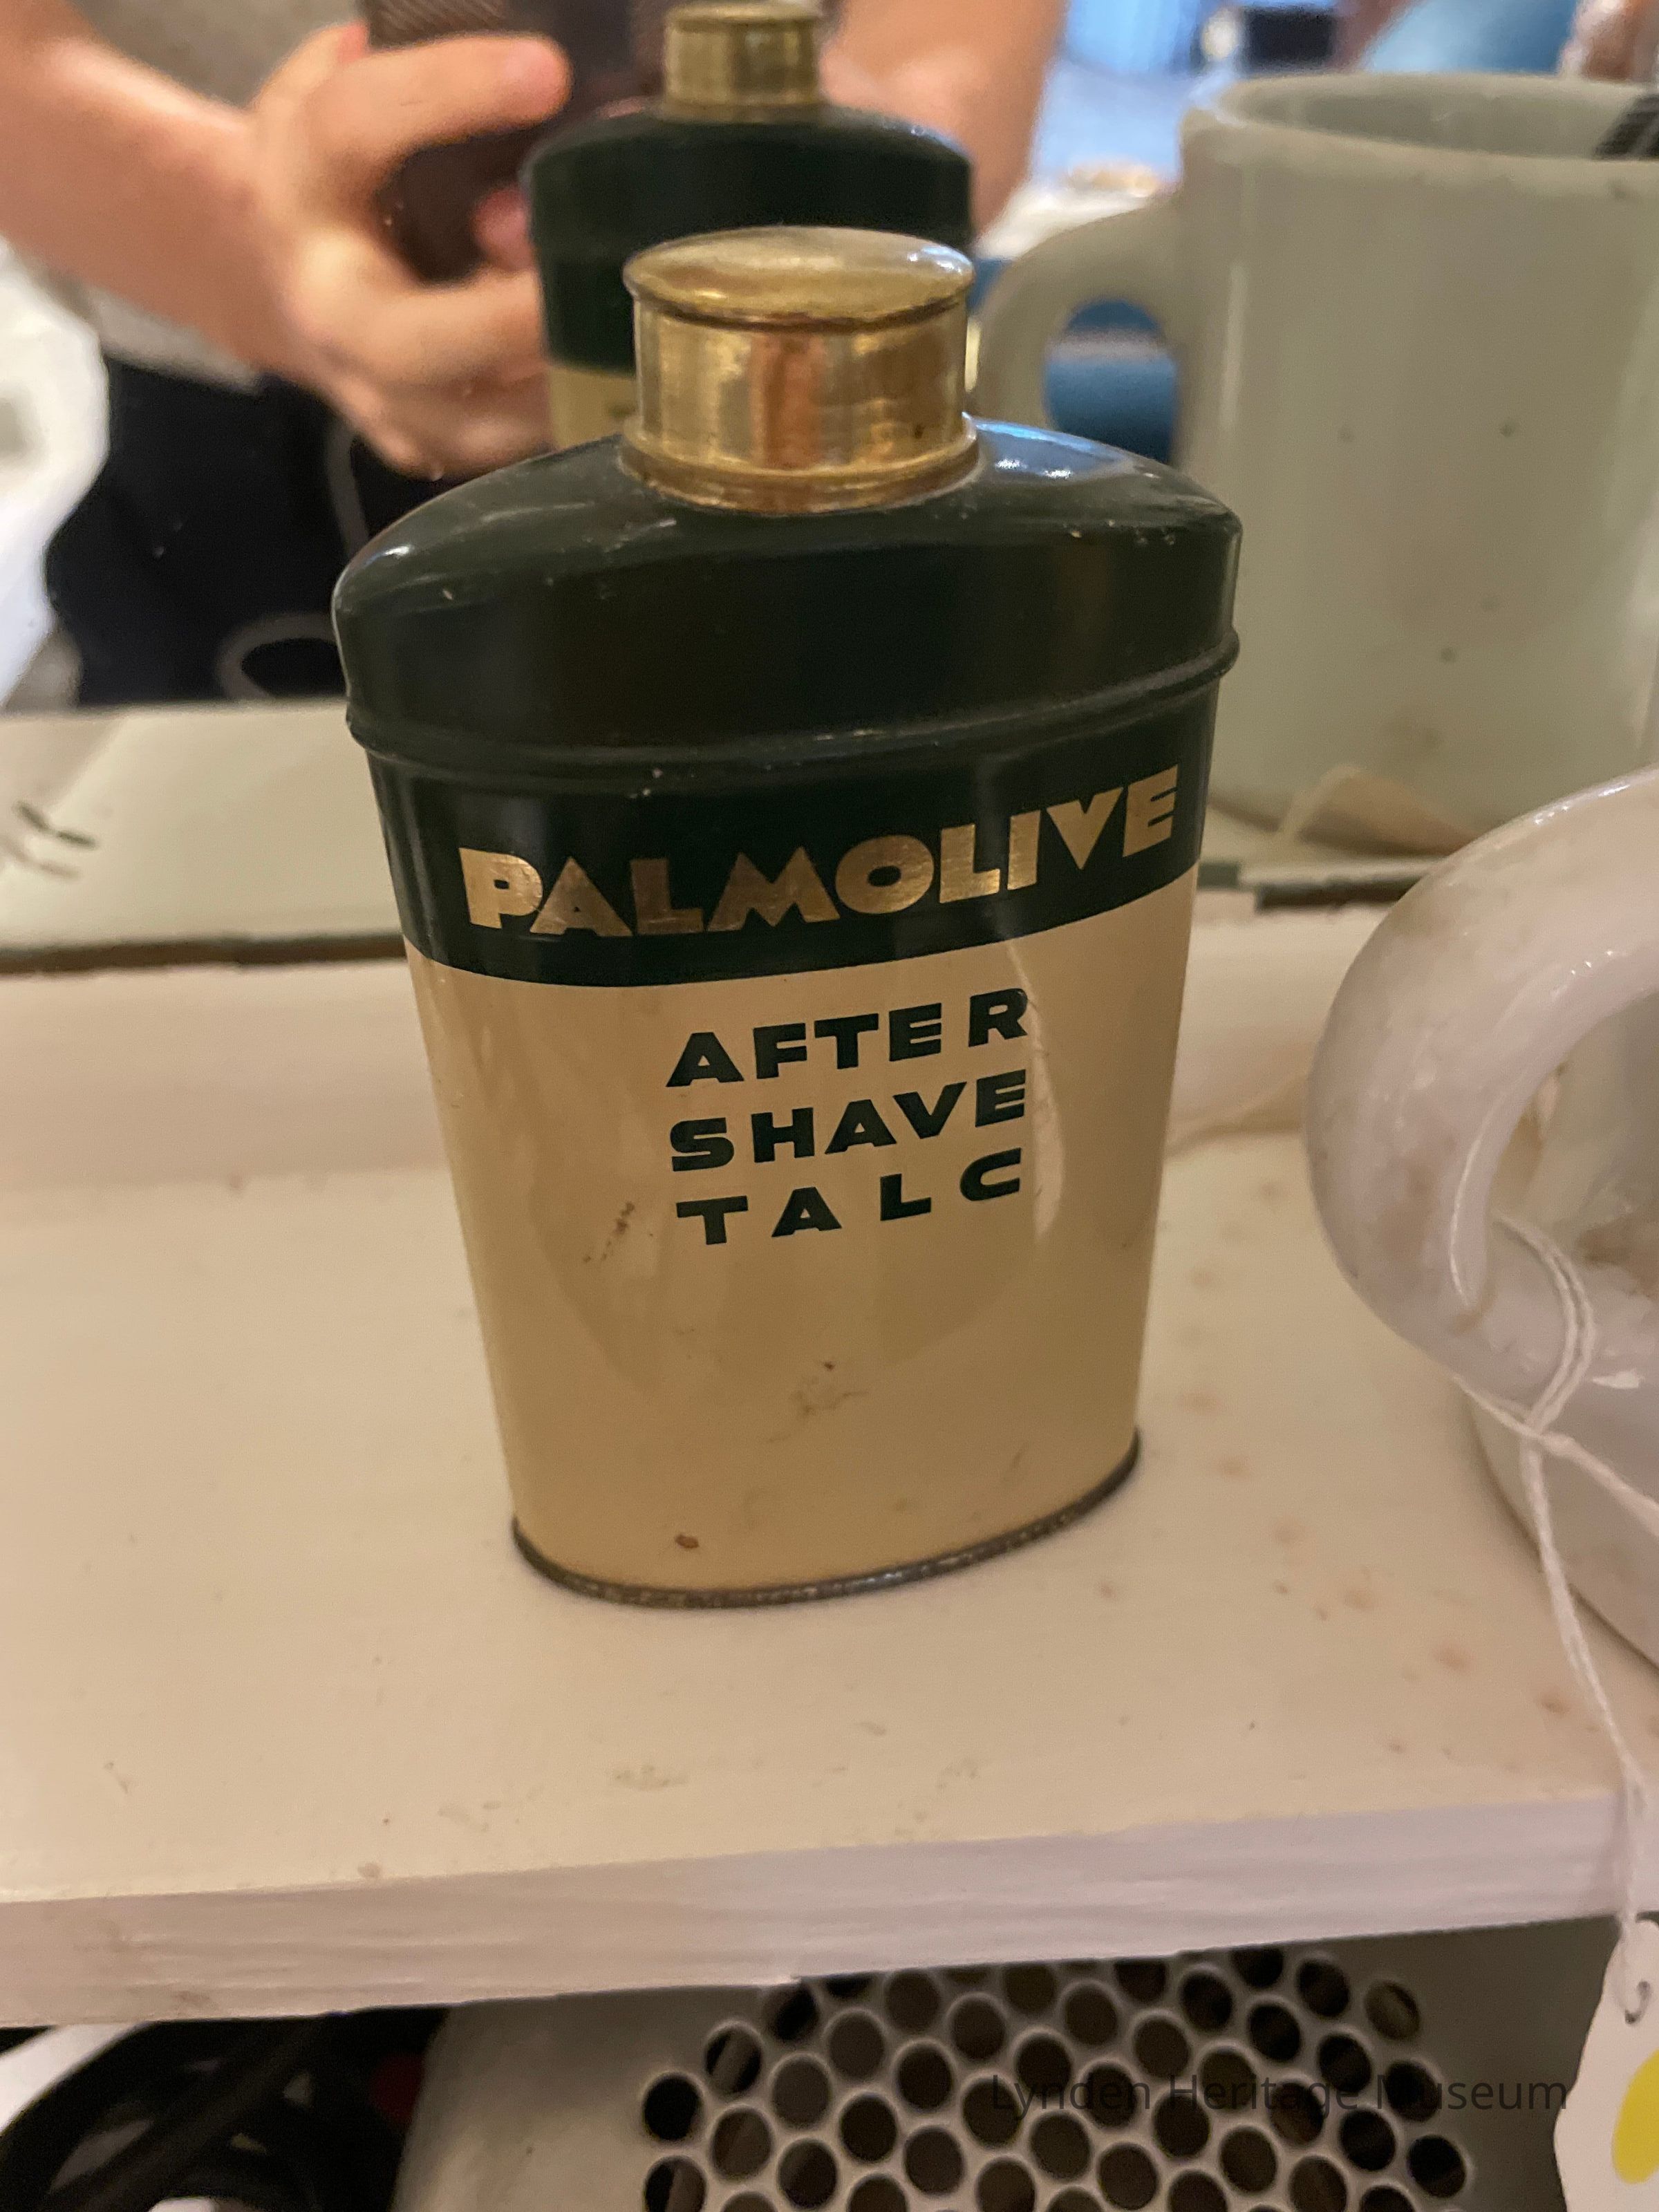 PALMOLIVE
AFTER
SHAVE
TALC
Lynden Heritage Museum